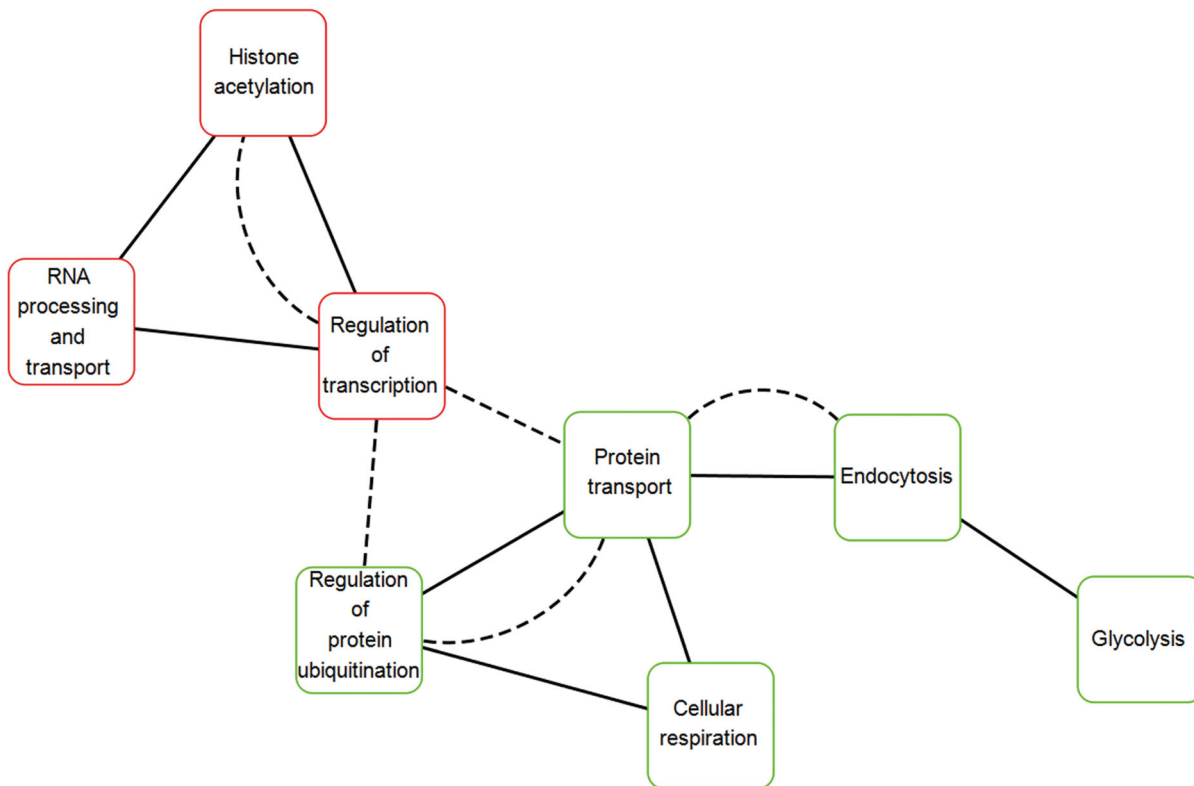 Histone
acetylation
RNA
processing
and
transport
Regulation
of
transcription
Protein
transport
Endocytosis
Regulation
of
protein
ubiquitination
Glycolysis
Cellular
respiration